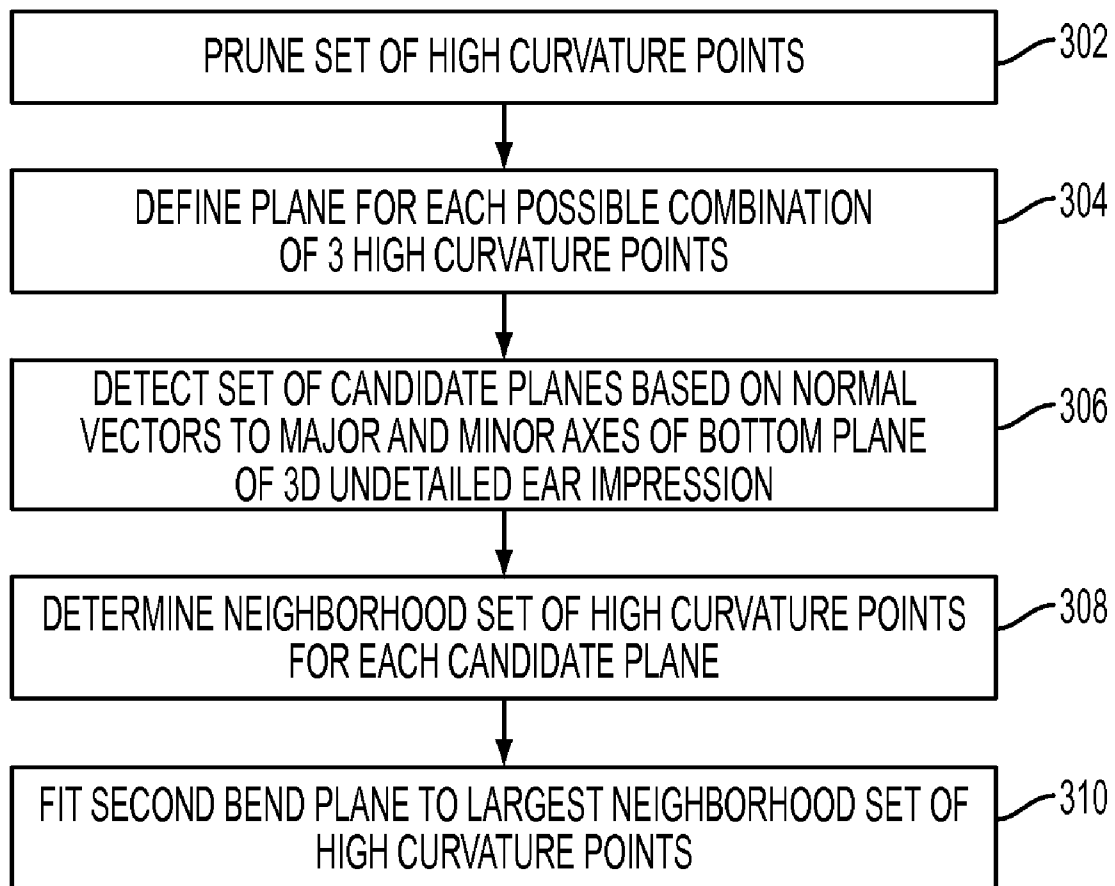 PRUNE SET OF HIGH CURVATURE POINTS
302
DEFINE PLANE FOR EACH POSSIBLE COMBINATION
OF 3 HIGH CURVATURE POINTS
304
DETECT SET OF CANDIDATE PLANES BASED ON NORMAL
VECTORS TO MAJOR AND MINOR AXES OF BOTTOM PLANE
OF 3D UNDETAILED EAR IMPRESSION
306
DETERMINE NEIGHBORHOOD SET OF HIGH CURVATURE POINTS
FOR EACH CANDIDATE PLANE
308
FIT SECOND BEND PLANE TO LARGEST NEIGHBORHOOD SET OF
HIGH CURVATURE POINTS
310